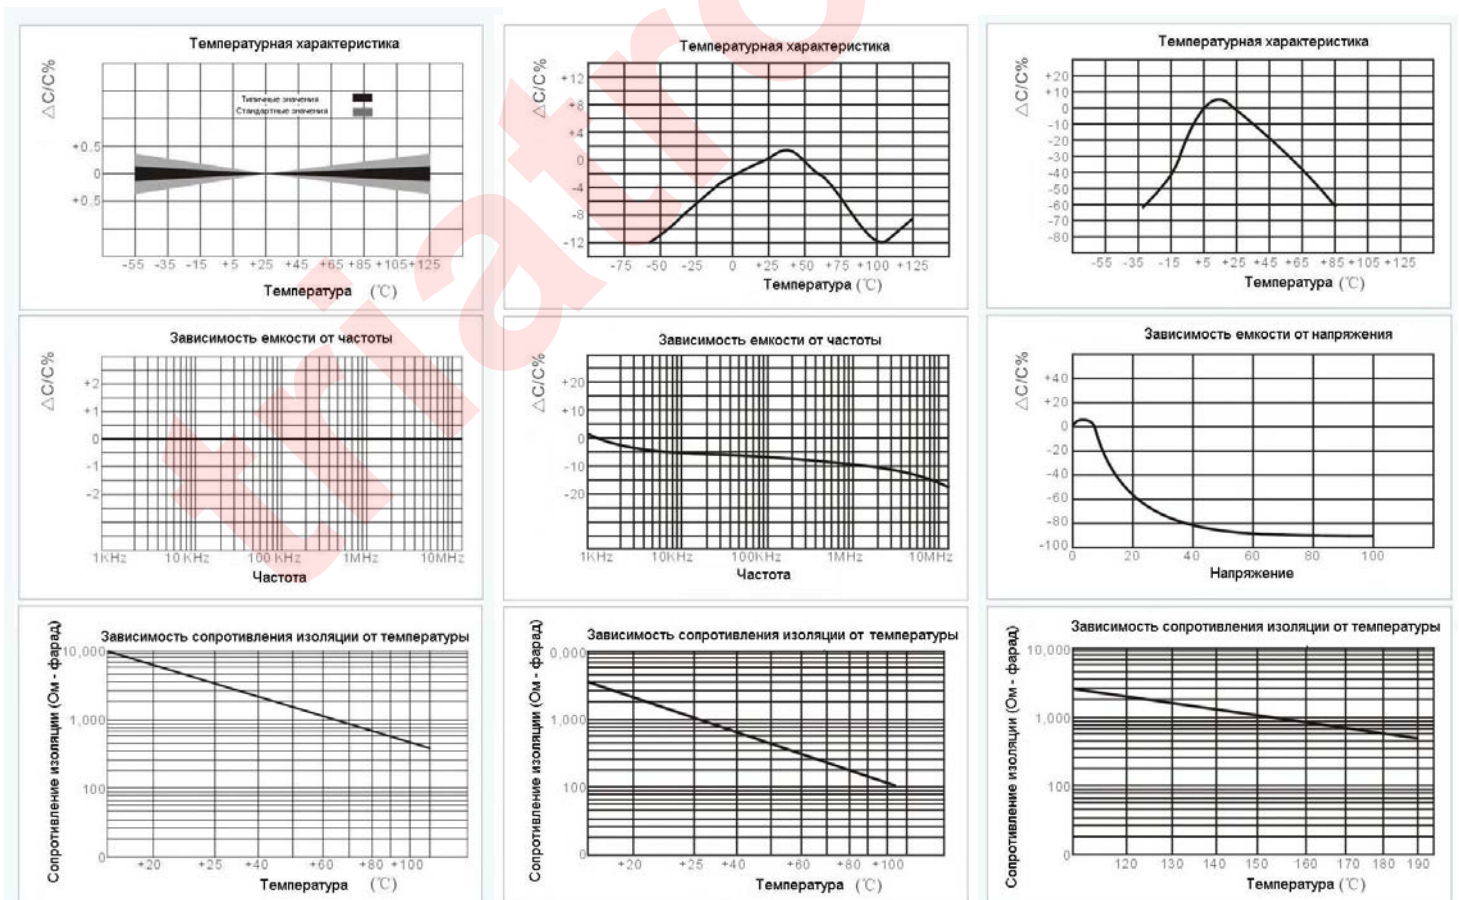 Температурная характеристика
△C/C%
Типичные значения
Стандартные значения
+0.5
0
+0.5
-55 -35 -15 +5 +25 +45 +65 +85 +105 +125
Температура (℃)
Температурная характеристика
△C/C%
+12
+8
+4
0
-4
-8
-12
-75 -50 -25 0 +25 +50 +75 +100 +125
Температура (℃)
Температурная характеристика
△C/C%
+20
+10
0
-10
-20
-30
-40
-50
-60
-70
-80
-55 -35 -15 +5 +25 +45 +65 +85 +105 +125
Температура (℃)
Зависимость емкости от частоты
△C/C%
+2
+1
0
-1
-2
1KHz 10 KHz 100 KHz 1MHz 10MHz
Частота
Зависимость емкости от частоты
△C/C%
+20
+10
0
-10
-20
1KHz 10KHz 100KHz 1MHz 10MHz
Частота
Зависимость емкости от напряжения
△C/C%
+40
+20
0
-20
-40
-60
-80
-100
0 20 40 60 80 100
Напряжение
Зависимость сопротивления изоляции от температуры
Сопротивление изоляции (Ом - фарад)
10,000
1,000
100
0
+20 +25 +40 +60 +80 +100
Температура (℃)
Зависимость сопротивления изоляции от температуры
Сопротивление изоляции (Ом - фарад)
0,000
1,000
100
0
+20 +25 +40 +60 +80 +100
Температура (℃)
Зависимость сопротивления изоляции от температуры
Сопротивление изоляции (Ом - фарад)
10,000
1,000
100
0
120 130 140 150 160 170 180 190
Температура (℃)
triatro